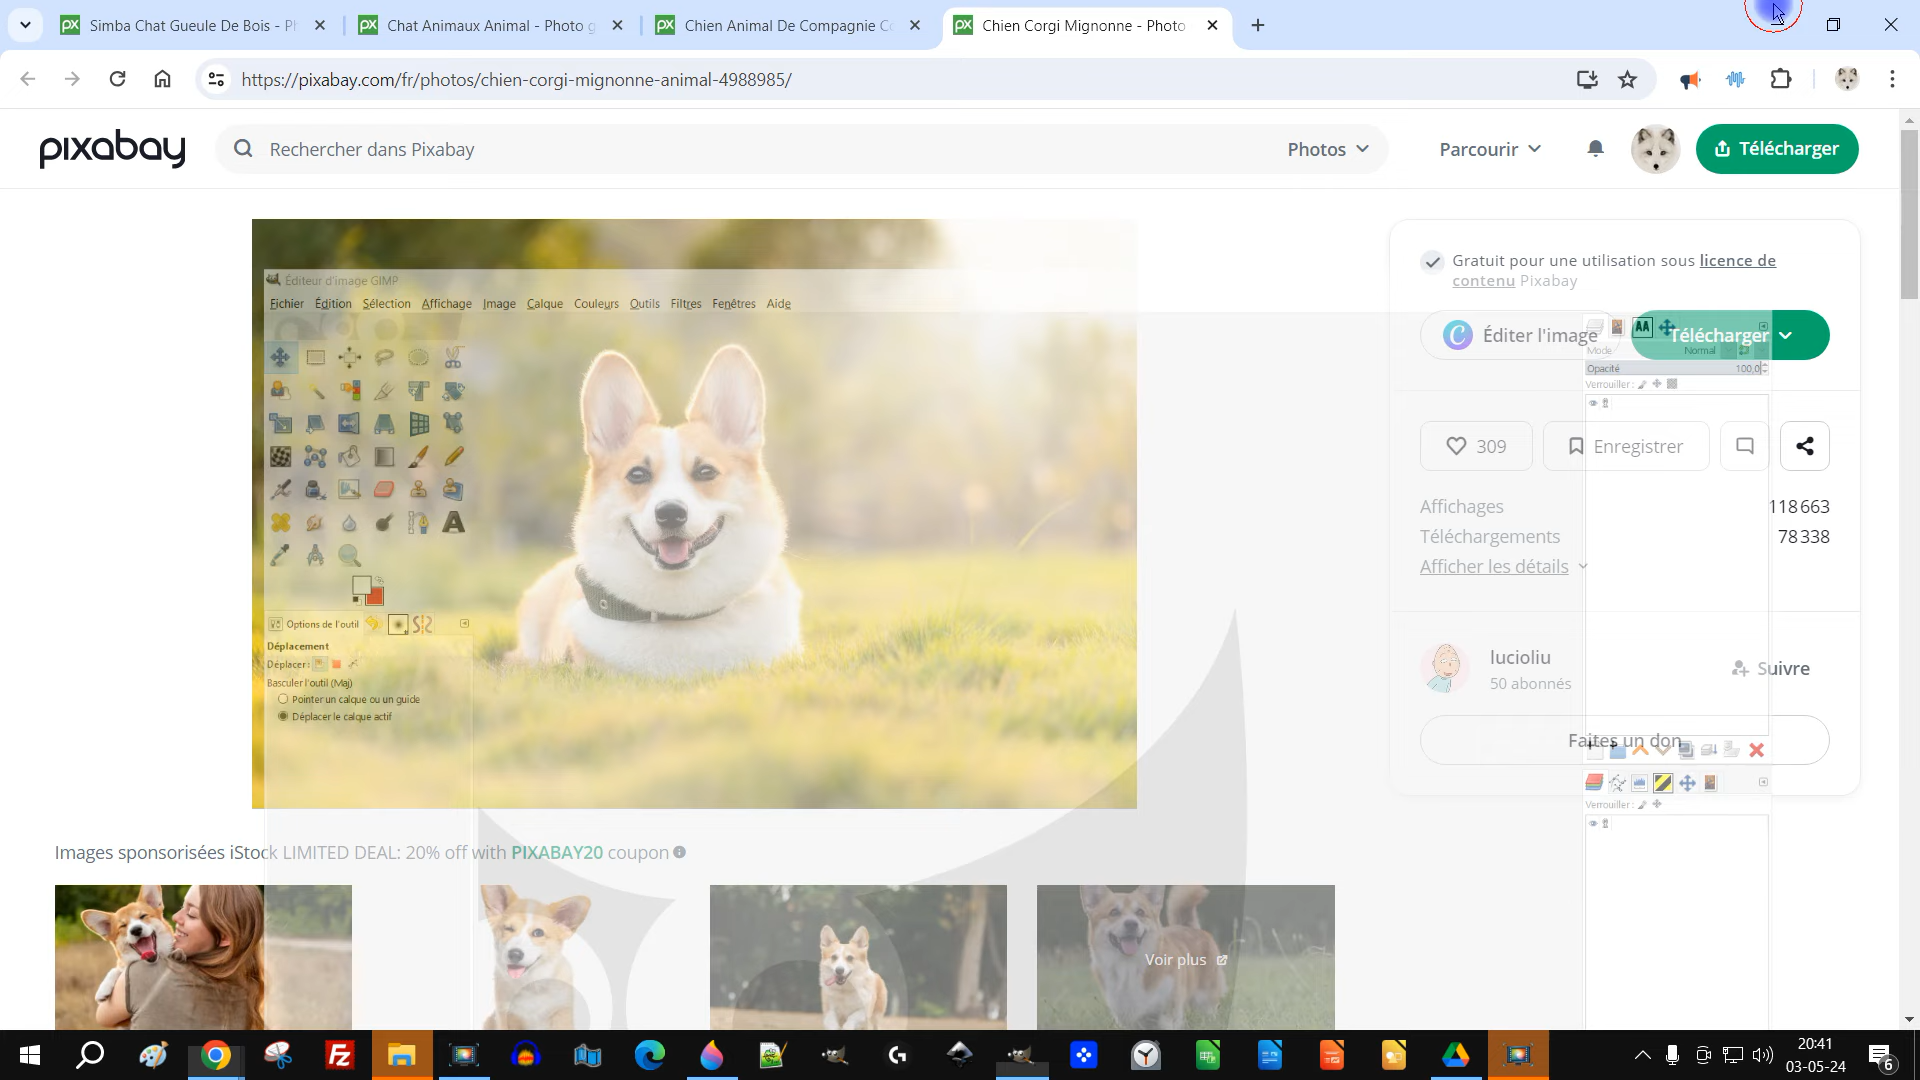 Simba Chat Gueule De Bois - Ph
Chat Animaux Animal - Photo g
Chien Animal De Compagnie Co
Chien Corgi Mignonne - Photo
https://pixabay.com/fr/photos/chien-corgi-mignonne-animal-4988985/
pixabay
Rechercher dans Pixabay
Photos
Parcourir
Télécharger
Éditeur d'image GIMP
Fichier Édition Sélection Affichage Image Calque Couleurs Outils Filtres Fenêtres Aide
Gratuit pour une utilisation sous licence de
contenu Pixabay
Éditer l'image
Télécharger
Mode Normal
Opacité 100,0
Verrouiller :
309
Enregistrer
Affichages 118 663
Téléchargements 78 338
Afficher les détails
Options de l'outil
Déplacement
Déplacer :
Basculer l'outil (Maj)
Pointer un calque ou un guide
Déplacer le calque actif
lucioliu
50 abonnés
Suivre
Faites un don
Verrouiller :
Images sponsorisées iStock LIMITED DEAL: 20% off with PIXABAY20 coupon
Voir plus
20:41
03-05-24
6